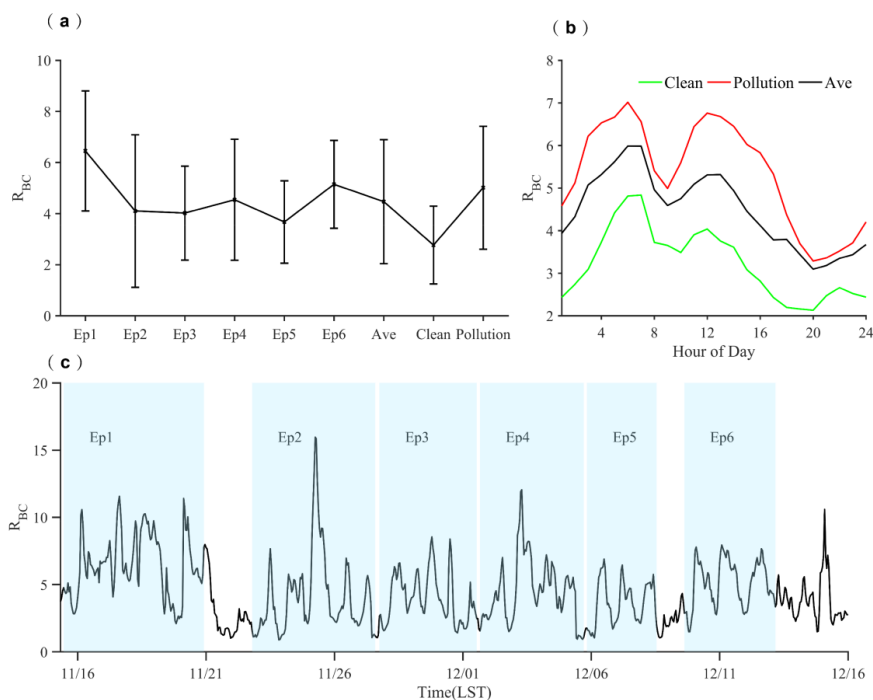 ( a )
10
8
6
4
2
0
R_BC
Ep1 Ep2 Ep3 Ep4 Ep5 Ep6 Ave Clean Pollution
( b )
8
7
6
5
4
3
2
R_BC
Clean Pollution Ave
4 8 12 16 20 24
Hour of Day
( c )
20
15
10
5
0
R_BC
Ep1 Ep2 Ep3 Ep4 Ep5 Ep6
11/16 11/21 11/26 12/01 12/06 12/11 12/16
Time(LST)